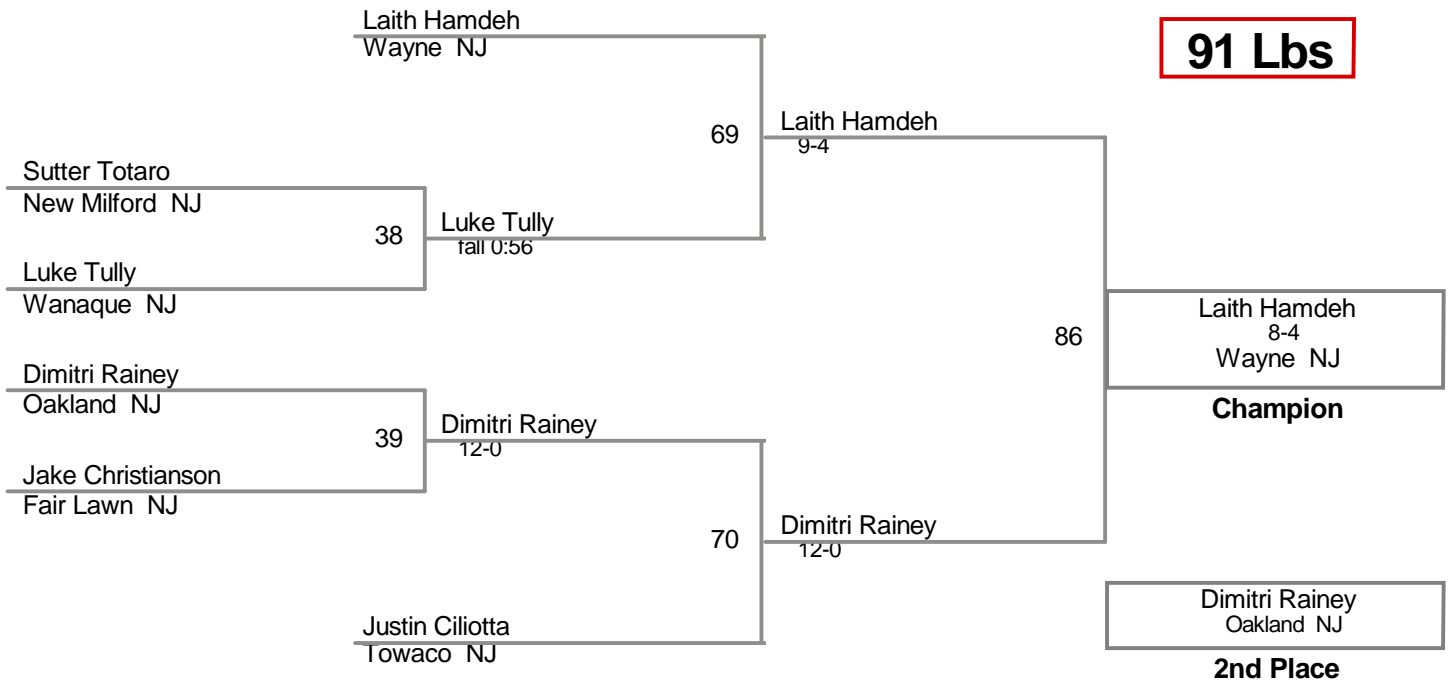 Laith Hamdeh
Wayne NJ
91 Lbs
69
Laith Hamdeh
9-4
Sutter Totaro
New Milford NJ
38
Luke Tully
fall 0:56
Luke Tully
Wanaque NJ
86
Laith Hamdeh
8-4
Wayne NJ
Champion
Dimitri Rainey
Oakland NJ
39
Dimitri Rainey
12-0
Jake Christianson
Fair Lawn NJ
70
Dimitri Rainey
12-0
Justin Ciliotta
Towaco NJ
Dimitri Rainey
Oakland NJ
2nd Place